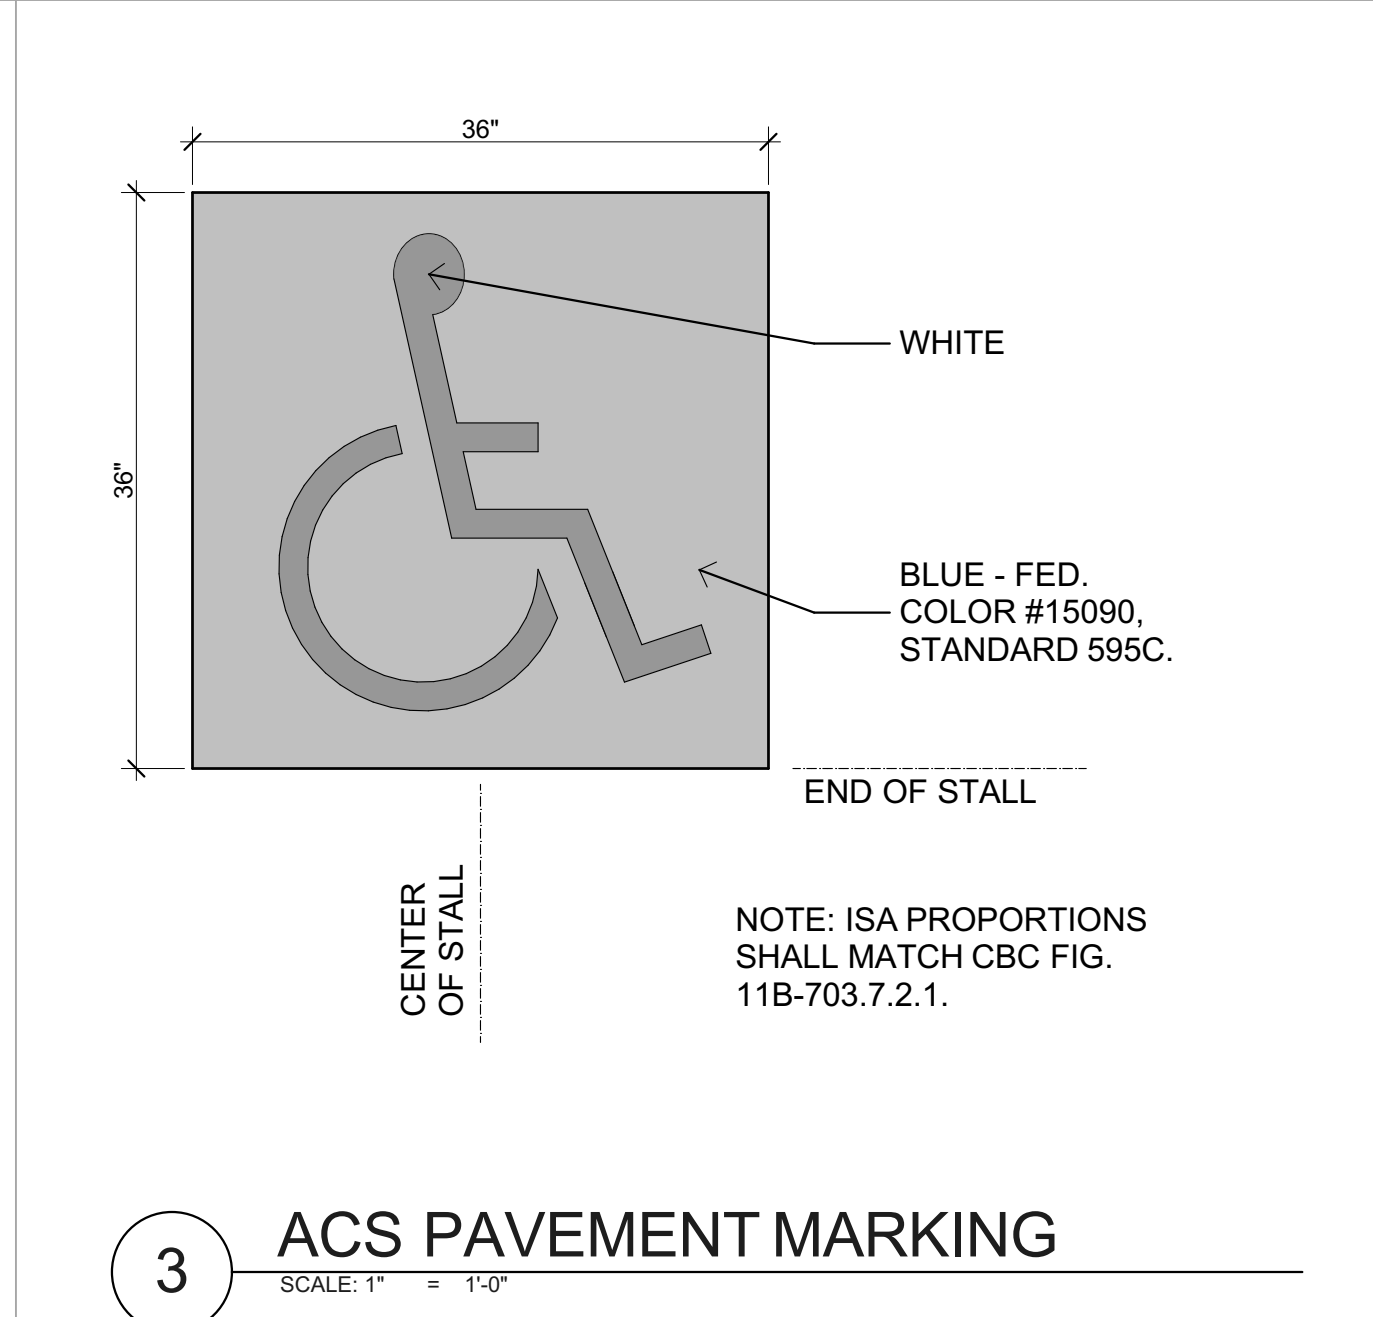 36"
36"
WHITE
BLUE - FED.
COLOR #15090,
STANDARD 595C.
END OF STALL
CENTER
OF STALL
NOTE: ISA PROPORTIONS
SHALL MATCH CBC FIG.
11B-703.7.2.1.
3
ACS PAVEMENT MARKING
SCALE: 1" = 1'-0"